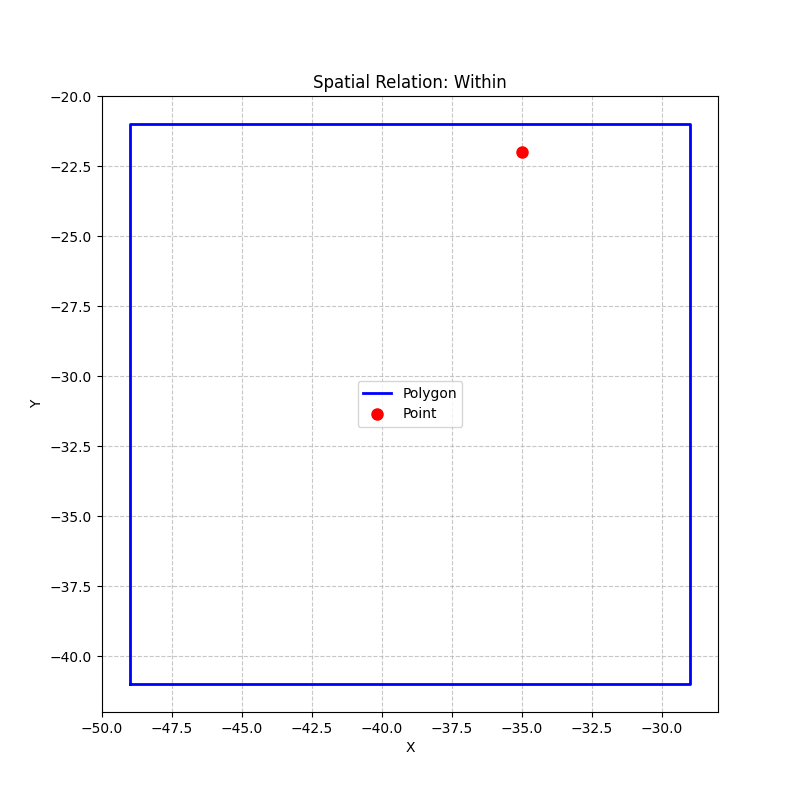 Spatial Relation: Within
−20.0
−22.5
−25.0
−27.5
−30.0
−32.5
−35.0
−37.5
−40.0
Y
Polygon
Point
−50.0 −47.5 −45.0 −42.5 −40.0 −37.5 −35.0 −32.5 −30.0
X